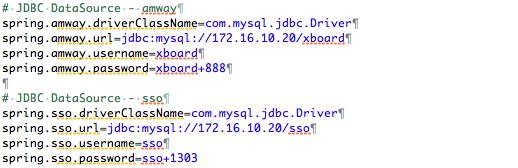 # JDBC DataSource - amway
spring.amway.driverClassName=com.mysql.jdbc.Driver
spring.amway.url=jdbc:mysql://172.16.10.20/xboard
spring.amway.username=xboard
spring.amway.password=xboard+888

# JDBC DataSource - sso
spring.sso.driverClassName=com.mysql.jdbc.Driver
spring.sso.url=jdbc:mysql://172.16.10.20/sso
spring.sso.username=sso
spring.sso.password=sso+1303